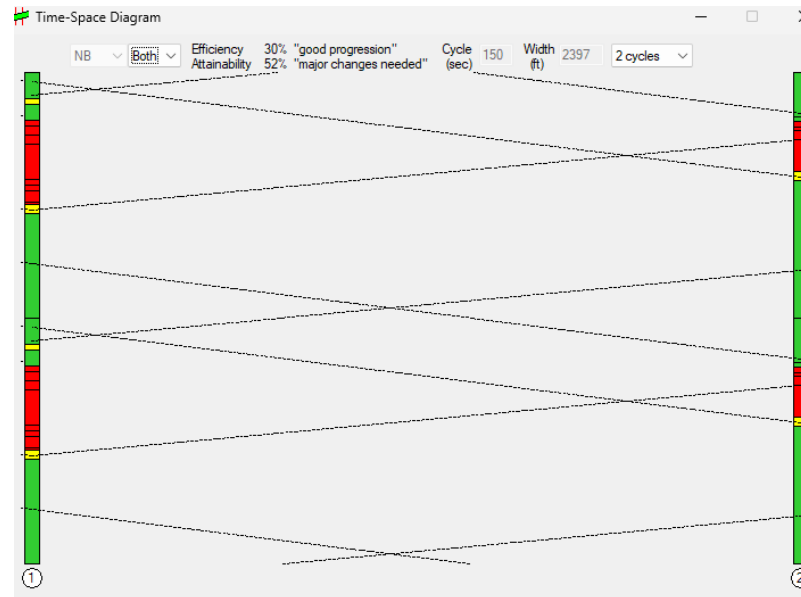 Time-Space Diagram
NB Both Efficiency 30% "good progression" Cycle 150 Width 2397 2 cycles
Attainability 52% "major changes needed" (sec) (ft)
1 2